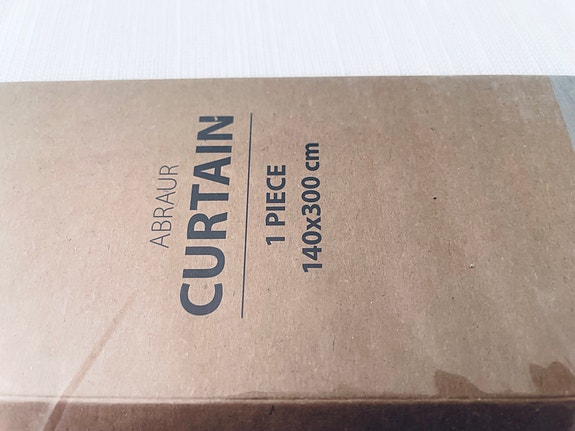 ABRAUR
CURTAIN
1 PIECE
140x300 cm